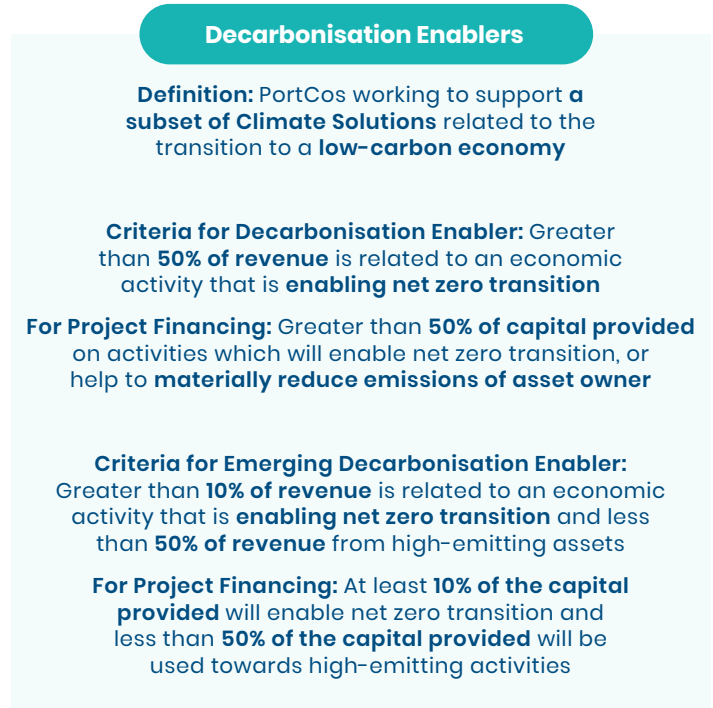 Decarbonisation Enablers
Definition: PortCos working to support a
subset of Climate Solutions related to the
transition to a low-carbon economy
Criteria for Decarbonisation Enabler: Greater
than 50% of revenue is related to an economic
activity that is enabling net zero transition
For Project Financing: Greater than 50% of capital provided
on activities which will enable net zero transition, or
help to materially reduce emissions of asset owner
Criteria for Emerging Decarbonisation Enabler:
Greater than 10% of revenue is related to an economic
activity that is enabling net zero transition and less
than 50% of revenue from high-emitting assets
For Project Financing: At least 10% of the capital
provided will enable net zero transition and
less than 50% of the capital provided will be
used towards high-emitting activities